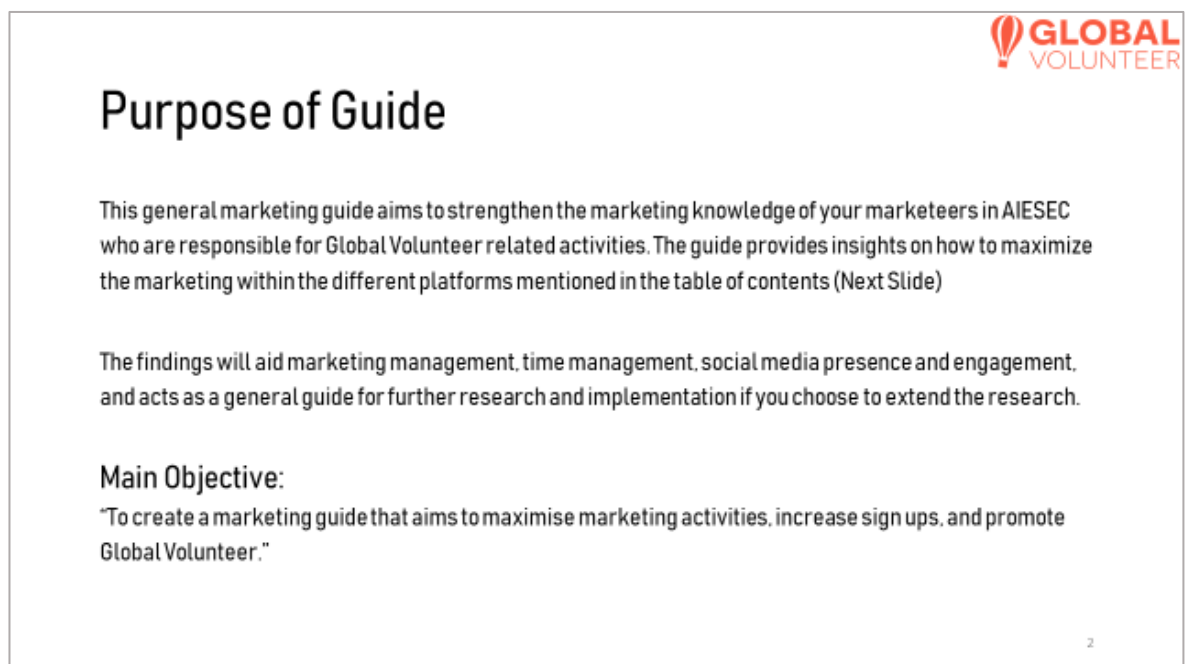 GLOBAL
VOLUNTEER
Purpose of Guide
This general marketing guide aims to strengthen the marketing knowledge of your marketeers in AIESEC
who are responsible for Global Volunteer related activities. The guide provides insights on how to maximize
the marketing within the different platforms mentioned in the table of contents (Next Slide)
The findings will aid marketing management, time management, social media presence and engagement,
and acts as a general guide for further research and implementation if you choose to extend the research.
Main Objective:
“To create a marketing guide that aims to maximise marketing activities, increase sign ups, and promote
Global Volunteer.”
2